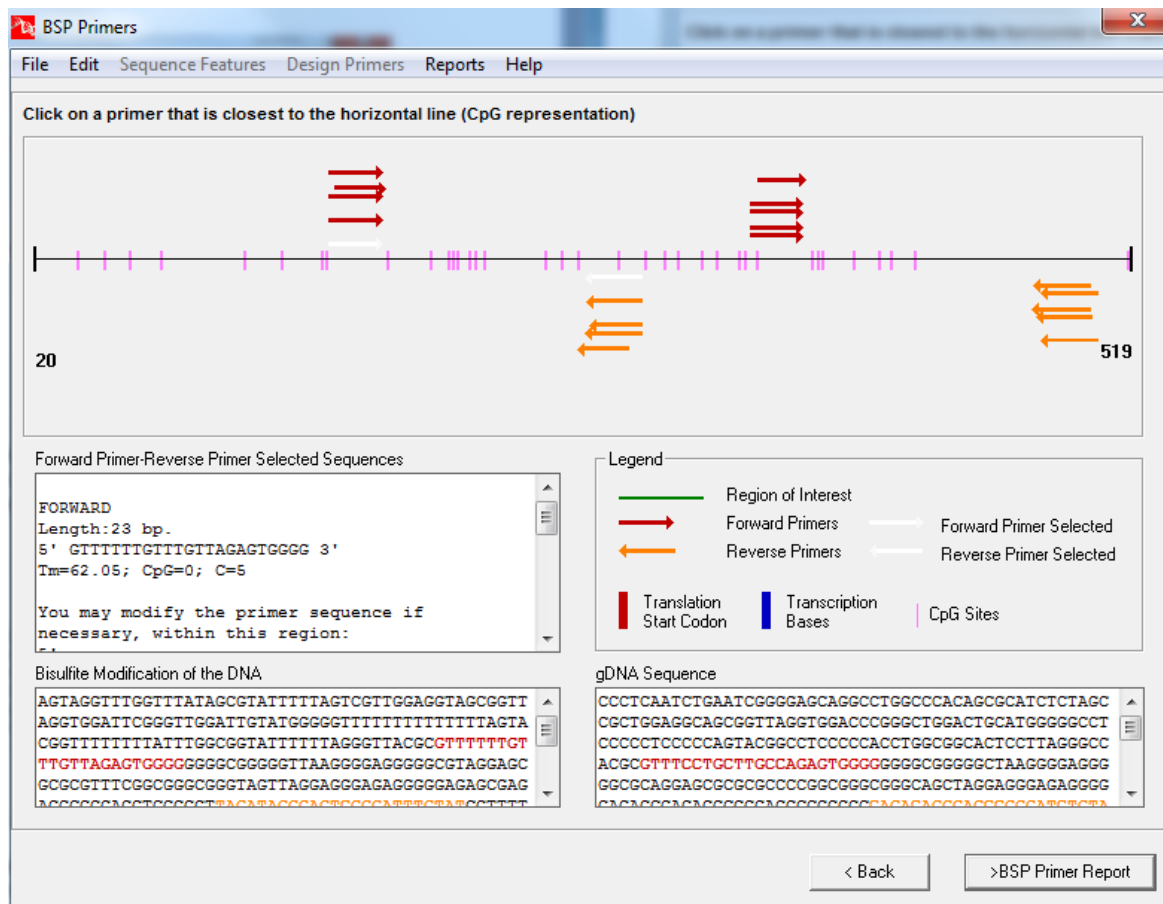 BSP Primers
File Edit Sequence Features Design Primers Reports Help
Click on a primer that is closest to the horizontal line (CpG representation)
20
519
Forward Primer-Reverse Primer Selected Sequences
FORWARD
Length:23 bp.
5' GTTTTTTGTTTGTTAGAGTGGGG 3'
Tm=62.05; CpG=0; C=5
You may modify the primer sequence if
necessary, within this region:
Legend
Region of Interest
Forward Primers
Forward Primer Selected
Reverse Primers
Reverse Primer Selected
Translation
Start Codon
Transcription
Bases
CpG Sites
Bisulfite Modification of the DNA
AGTAGGTTTGGTTTATAGCGTATTTTTAGTCGTTGGAGGTAGCGGTT
AGGTGGATTCGGGTTGGATTGTATGGGGGTTTTTTTTTTTTTTAGTA
CGGTTTTTTTTATTTGGCGGTATTTTTTAGGGTTACGCGTTTTTTGT
TTGTTAGAGTGGGGGGGGCGGGGGTTAAGGGGAGGGGGCGTAGGAGC
GCGCGTTTCGGCGGGCGGGTAGTTAGGAGGGAGAGGGGGAGAGCGAG
gDNA Sequence
CCCTCAATCTGAATCGGGGAGCAGGCCTGGCCCACAGCGCATCTCTAGC
CGCTGGAGGCAGCGGTTAGGTGGACCCGGGCTGGACTGCATGGGGGCCT
CCCCCTCCCCCAGTACGGCCTCCCCCACCTGGCGGCACTCCTTAGGGCC
ACGCGTTTCCTGCTTGCCAGAGTGGGGGGGGCGGGGGCTAAGGGGAGGG
GGCGCAGGAGCGCGCGCCCCGGCGGGCGGGCAGCTAGGAGGGAGAGGGG
< Back
>BSP Primer Report